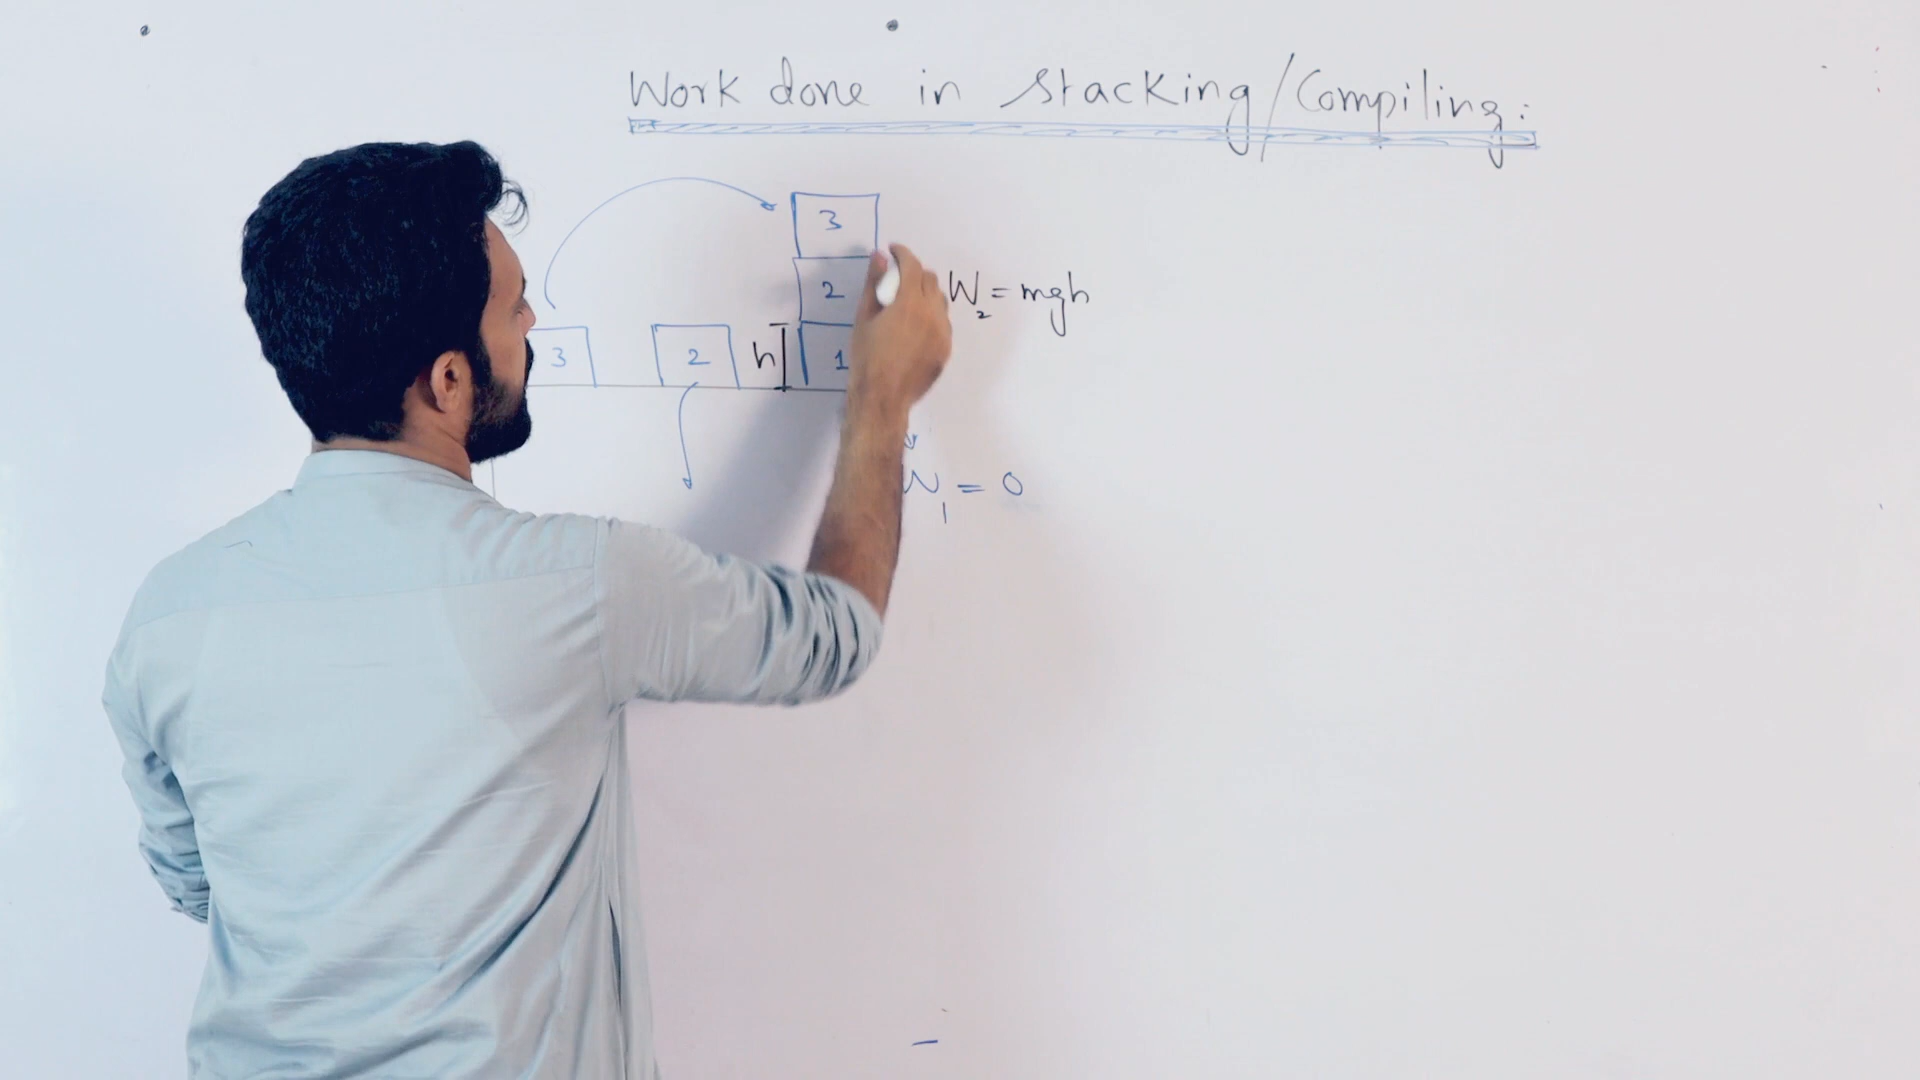 Work done in stacking/Compiling:
3
2
W₂ = mgh
3 2 h 1
W₁ = 0